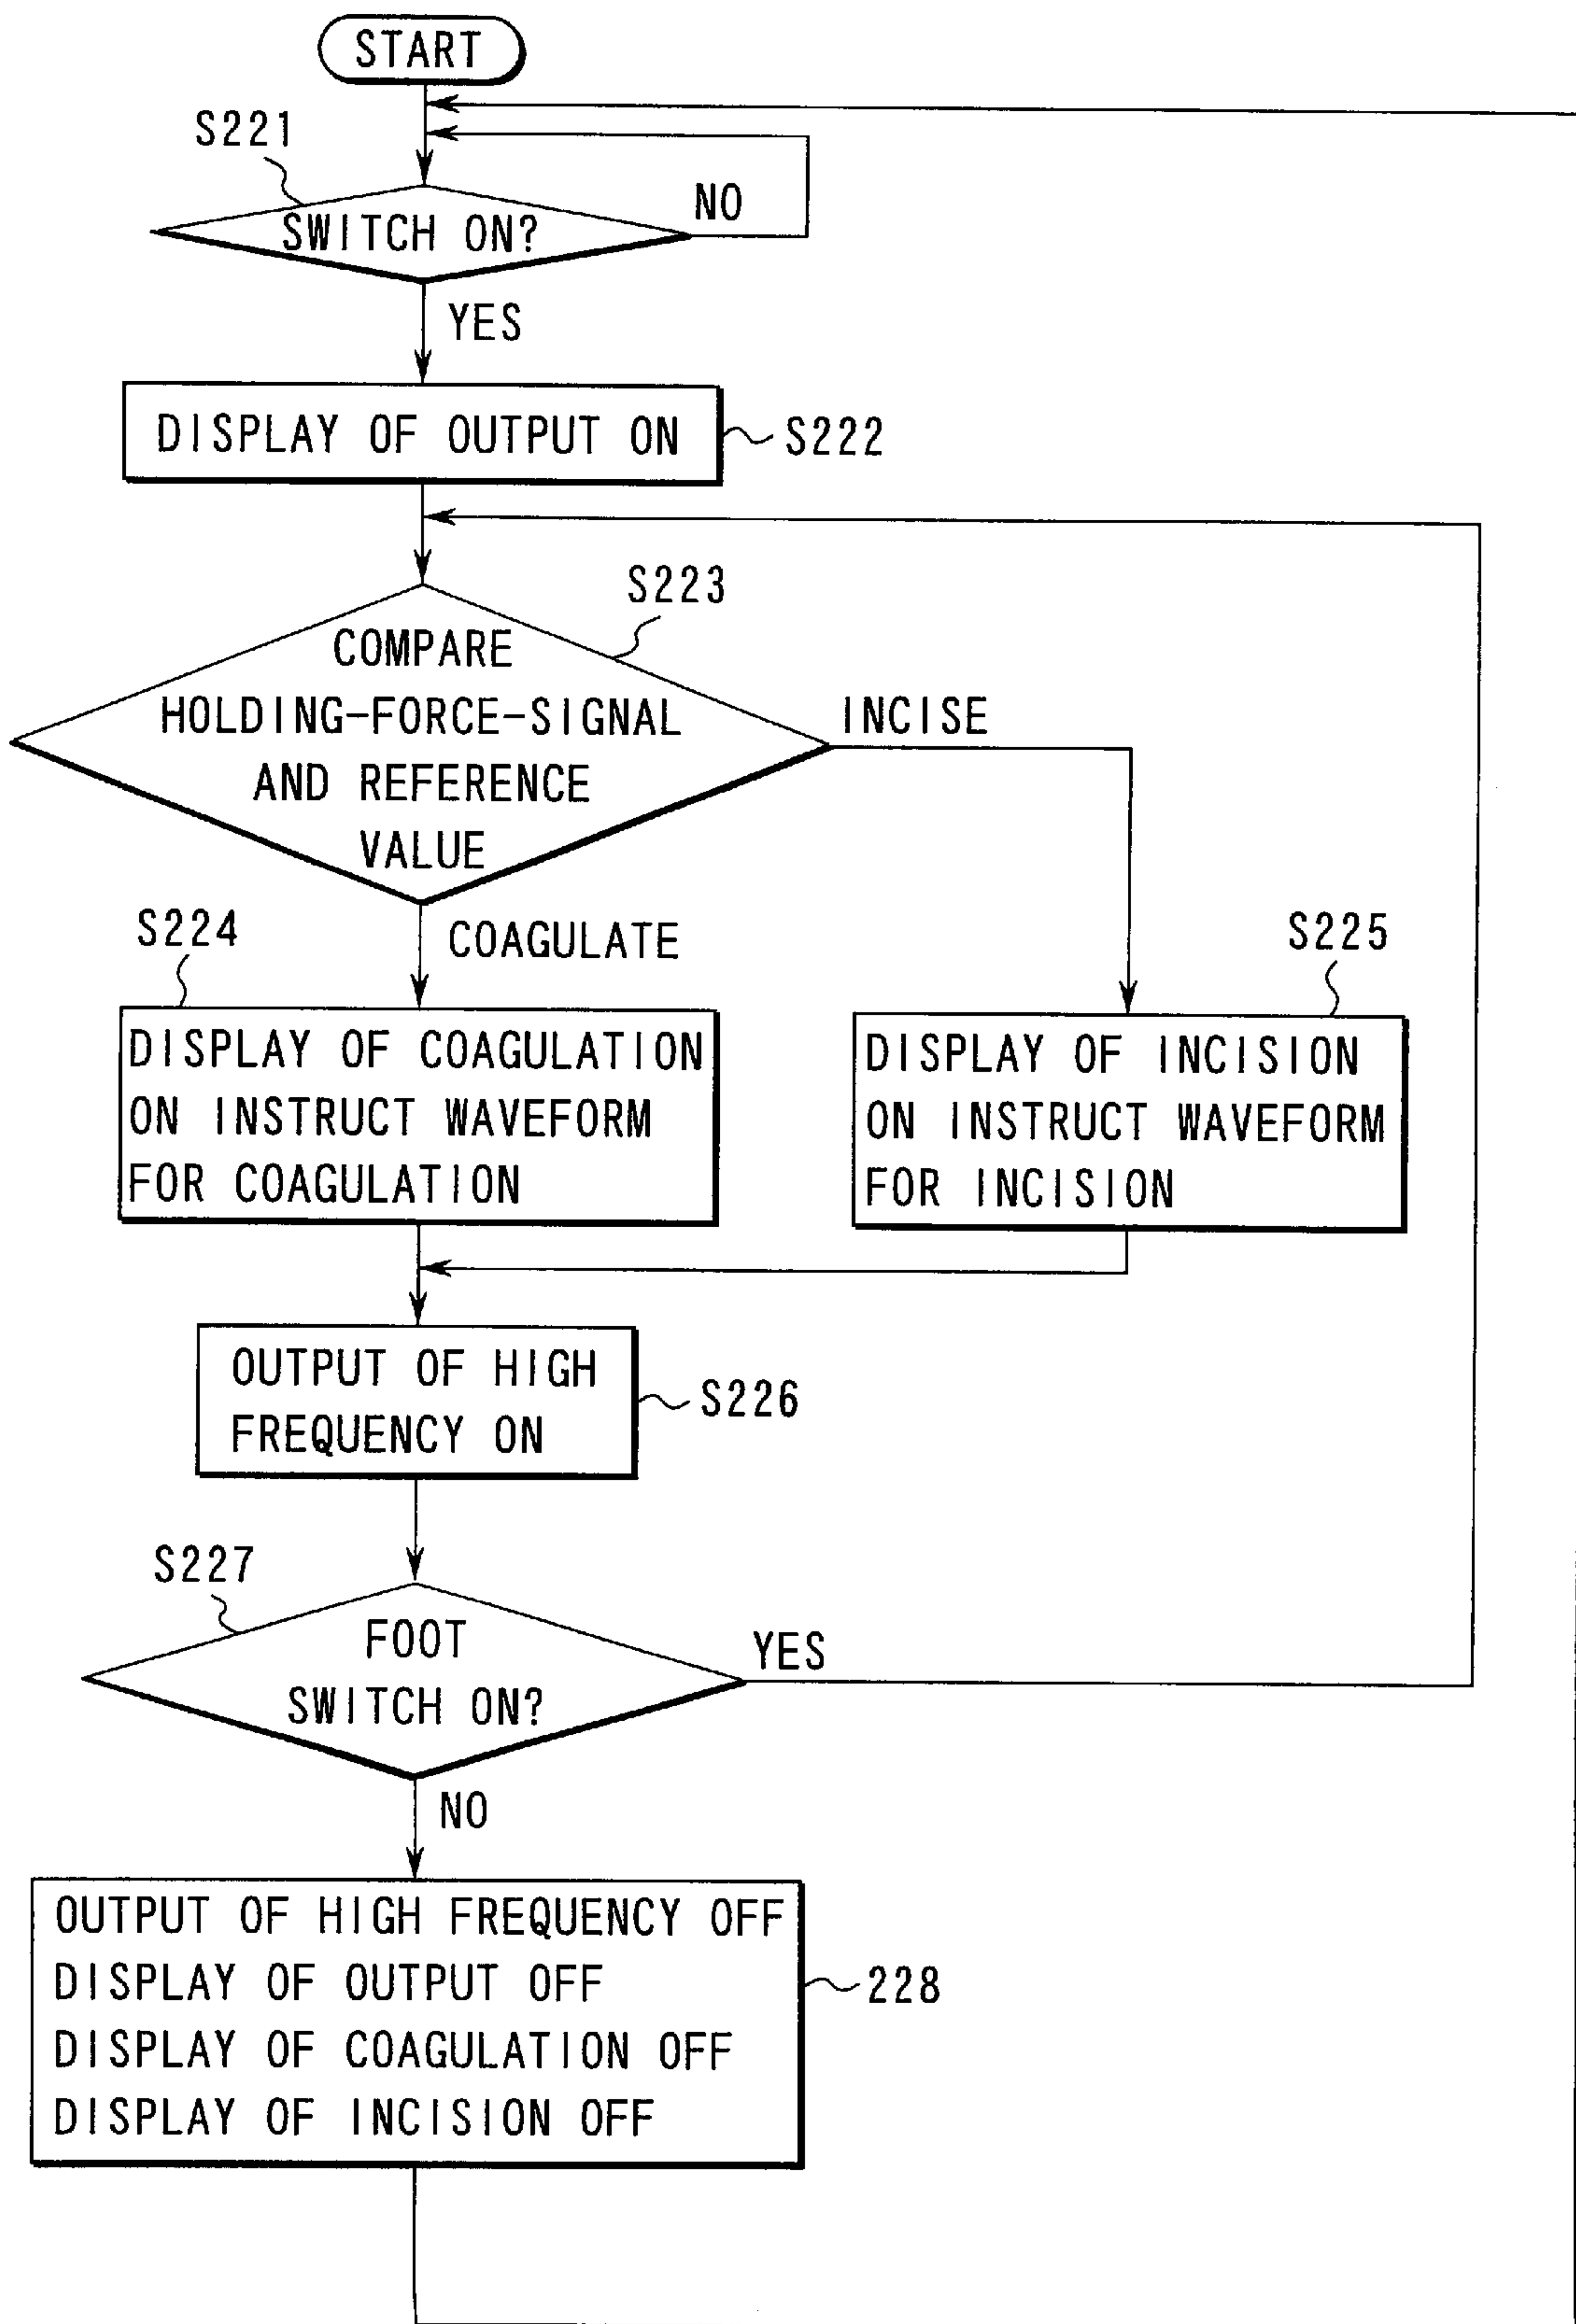 START
S221
SWITCH ON?
NO
YES
DISPLAY OF OUTPUT ON
S222
S223
COMPARE
HOLDING-FORCE-SIGNAL
AND REFERENCE
VALUE
INCISE
COAGULATE
S224
DISPLAY OF COAGULATION
ON INSTRUCT WAVEFORM
FOR COAGULATION
S225
DISPLAY OF INCISION
ON INSTRUCT WAVEFORM
FOR INCISION
OUTPUT OF HIGH
FREQUENCY ON
S226
S227
FOOT
SWITCH ON?
YES
NO
OUTPUT OF HIGH FREQUENCY OFF
DISPLAY OF OUTPUT OFF
DISPLAY OF COAGULATION OFF
DISPLAY OF INCISION OFF
228